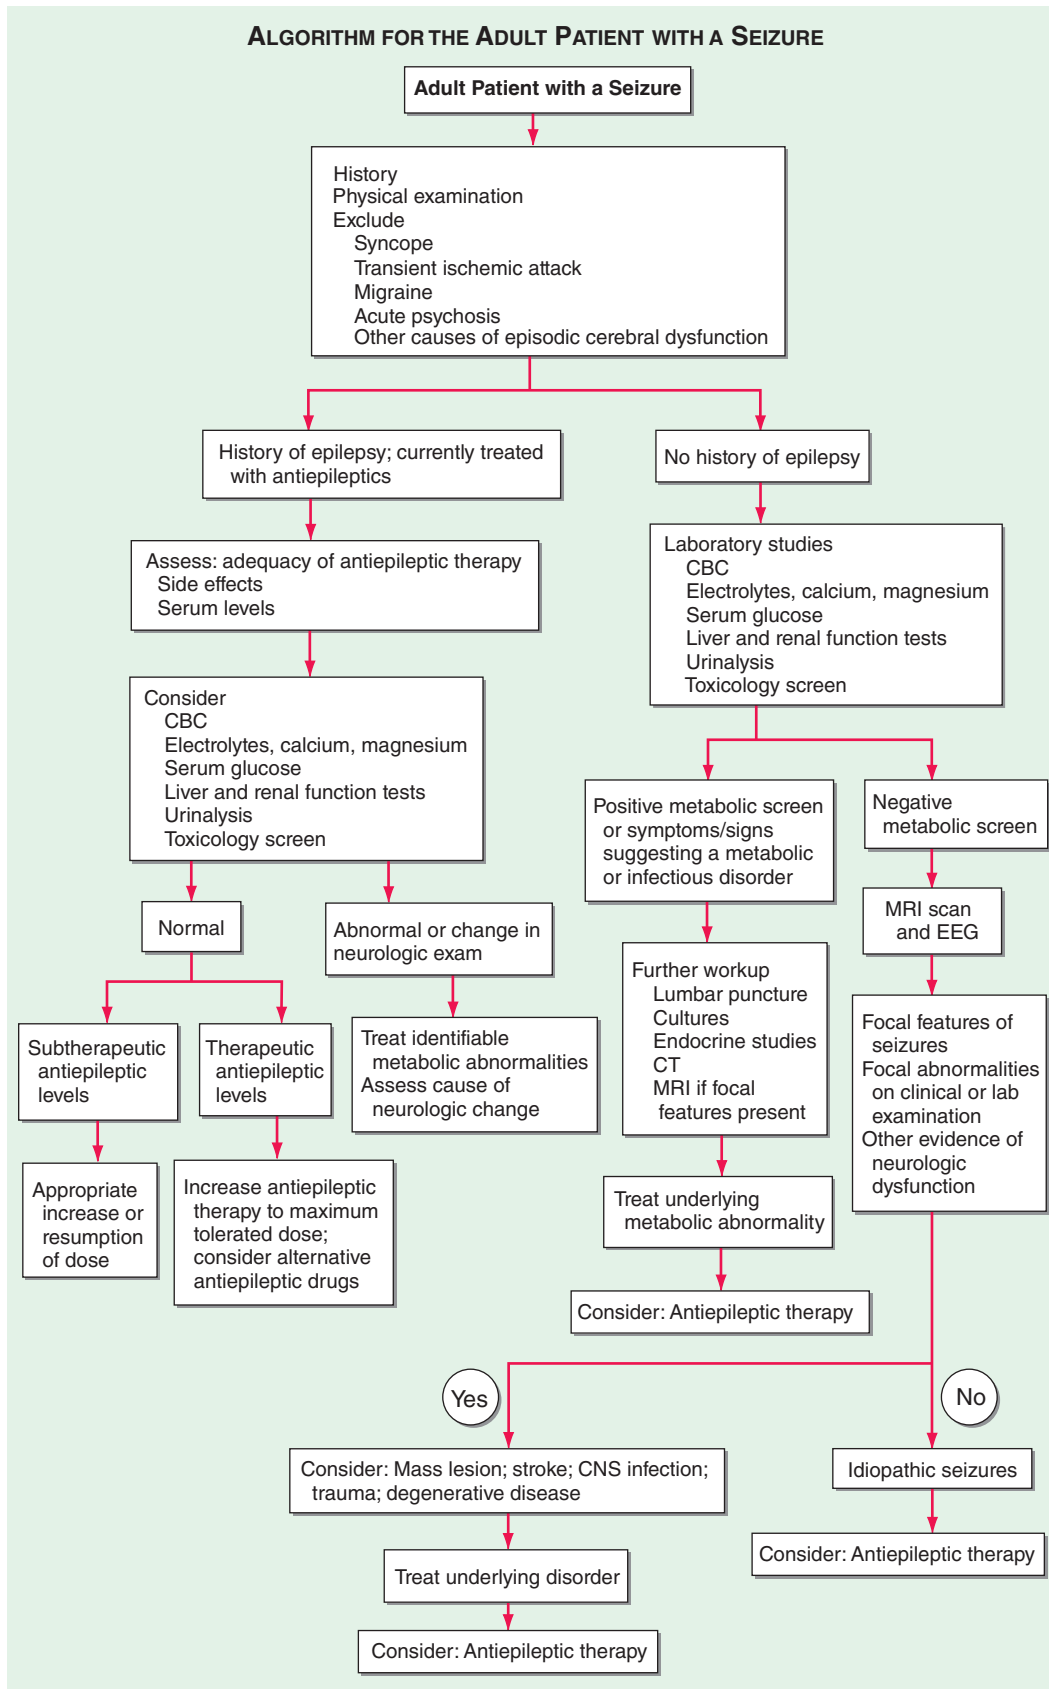 ALGORITHM FOR THE ADULT PATIENT WITH A SEIZURE
Adult Patient with a Seizure
History
Physical examination
Exclude
Syncope
Transient ischemic attack
Migraine
Acute psychosis
Other causes of episodic cerebral dysfunction
History of epilepsy; currently treated
with antiepileptics
No history of epilepsy
Assess: adequacy of antiepileptic therapy
Side effects
Serum levels
Laboratory studies
CBC
Electrolytes, calcium, magnesium
Serum glucose
Liver and renal function tests
Urinalysis
Toxicology screen
Consider
CBC
Electrolytes, calcium, magnesium
Serum glucose
Liver and renal function tests
Urinalysis
Toxicology screen
Positive metabolic screen
or symptoms/signs
suggesting a metabolic
or infectious disorder
Negative
metabolic screen
Normal
Abnormal or change in
neurologic exam
MRI scan
and EEG
Further workup
Lumbar puncture
Cultures
Endocrine studies
CT
MRI if focal
features present
Subtherapeutic
antiepileptic
levels
Therapeutic
antiepileptic
levels
Treat identifiable
metabolic abnormalities
Assess cause of
neurologic change
Focal features of
seizures
Focal abnormalities
on clinical or lab
examination
Other evidence of
neurologic
dysfunction
Appropriate
increase or
resumption
of dose
Increase antiepileptic
therapy to maximum
tolerated dose;
consider alternative
antiepileptic drugs
Treat underlying
metabolic abnormality
Consider: Antiepileptic therapy
Yes
No
Consider: Mass lesion; stroke; CNS infection;
trauma; degenerative disease
Idiopathic seizures
Treat underlying disorder
Consider: Antiepileptic therapy
Consider: Antiepileptic therapy